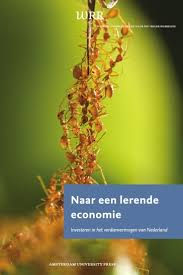 WRR
Naar een lerende
economie
Investeren in het verdienvermogen van Nederland
AMSTERDAM UNIVERSITY PRESS